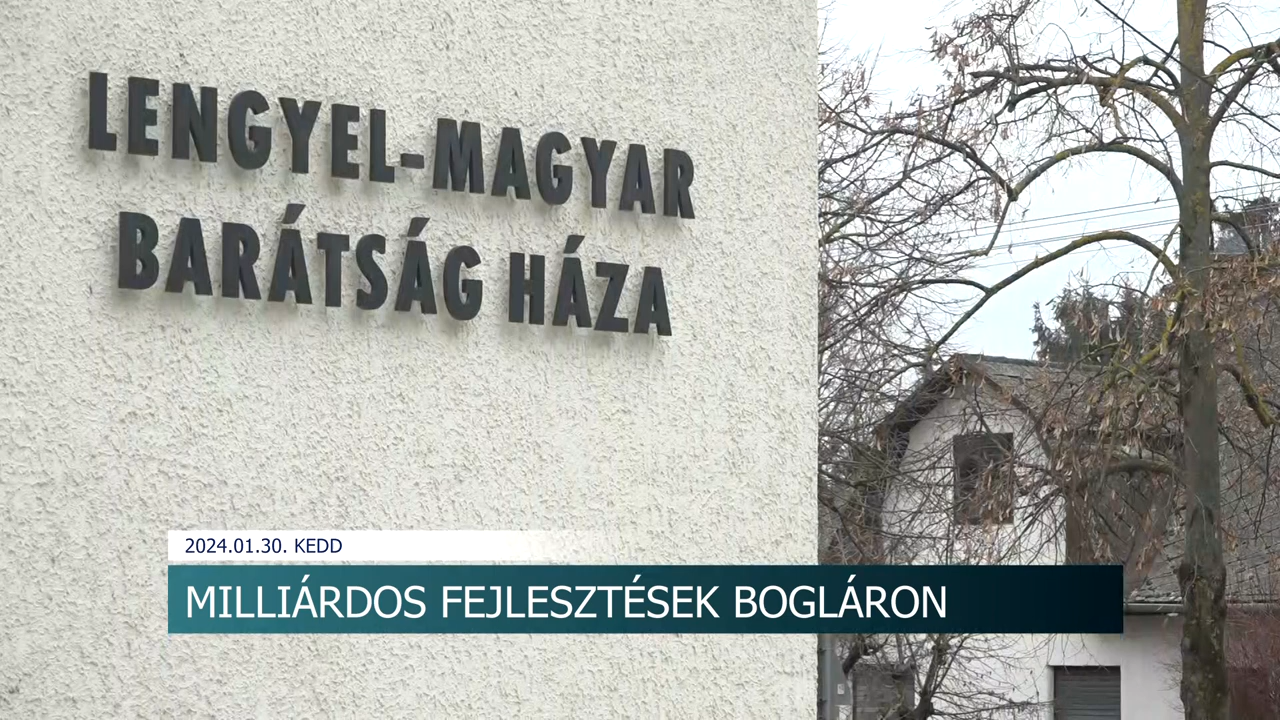 LENGYEL-MAGYAR
BARÁTSÁG HÁZA
2024.01.30. KEDD
MILLIÁRDOS FEJLESZTÉSEK BOGLÁRON